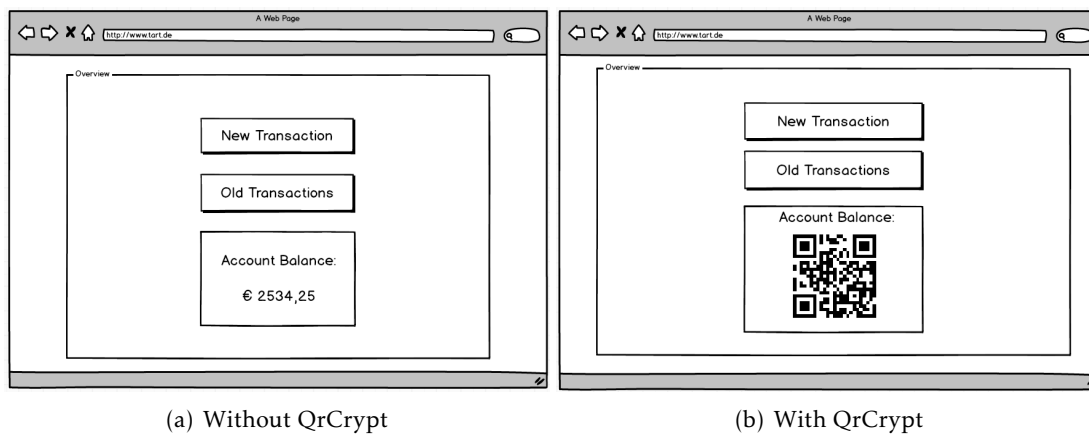 A Web Page
http://www.tart.de
Overview
New Transaction
Old Transactions
Account Balance:
€ 2534,25
(a) Without QrCrypt
A Web Page
http://www.tart.de
Overview
New Transaction
Old Transactions
Account Balance:
(b) With QrCrypt